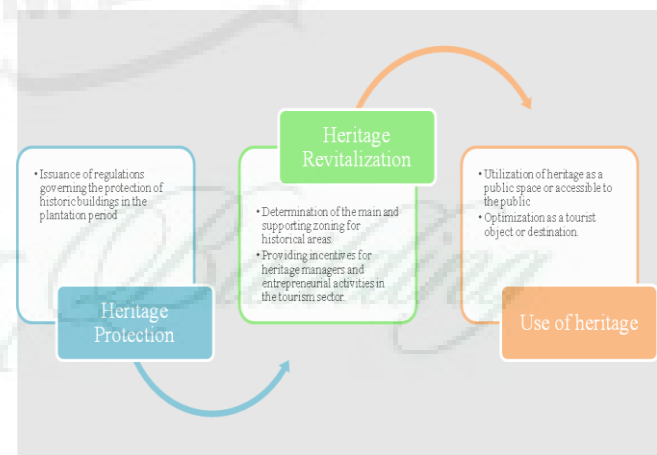 • Issuance of regulations
governing the protection of
historic buildings in the
plantation period
Heritage
Protection
Heritage
Revitalization
• Determination of the main and
supporting zoning for
historical areas.
• Providing incentives for
heritage managers and
entrepreneurial activities in
the tourism sector.
• Utilization of heritage as a
public space or accessible to
the public
• Optimization as a tourist
object or destination.
Use of heritage